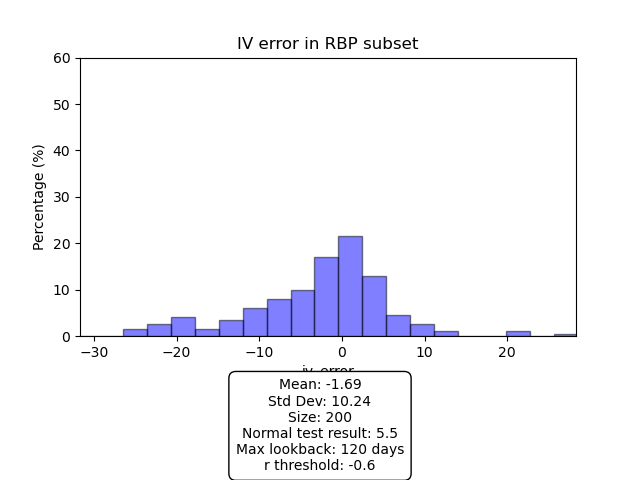 IV error in RBP subset
60
50
40
30
20
10
0
Percentage (%)
−30
−20
−10
0
10
20
iv_error
Mean: -1.69
Std Dev: 10.24
Size: 200
Normal test result: 5.5
Max lookback: 120 days
r threshold: -0.6